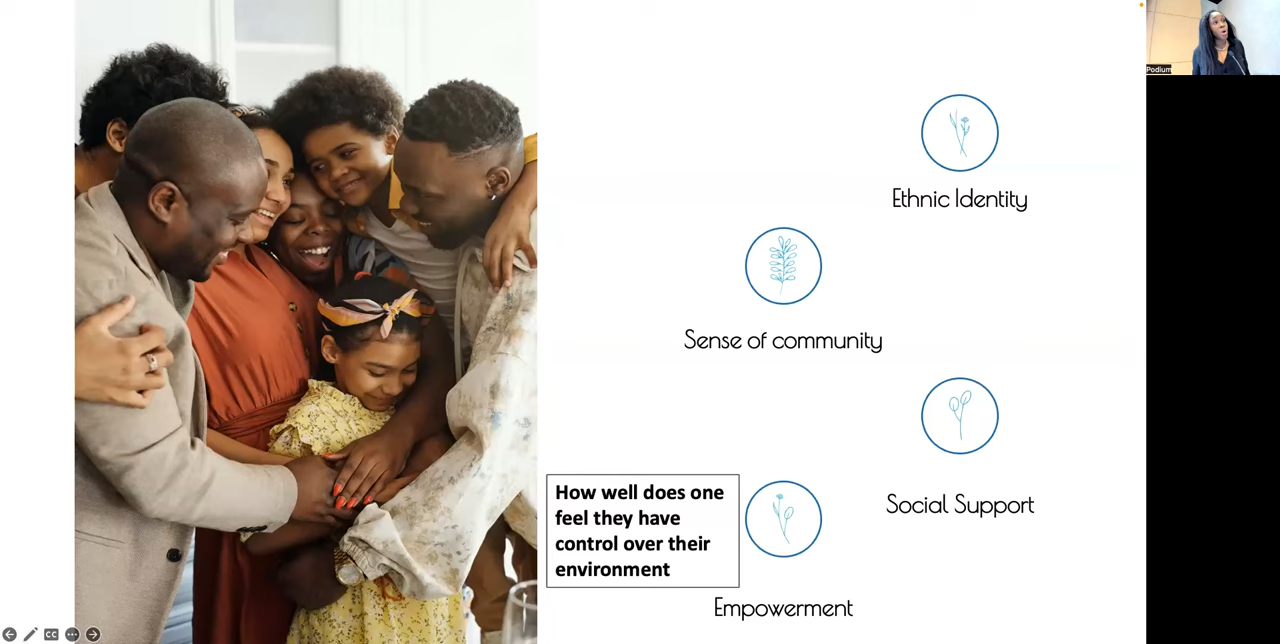 Podium
Ethnic Identity
Sense of community
Social Support
How well does one
feel they have
control over their
environment
Empowerment
CC